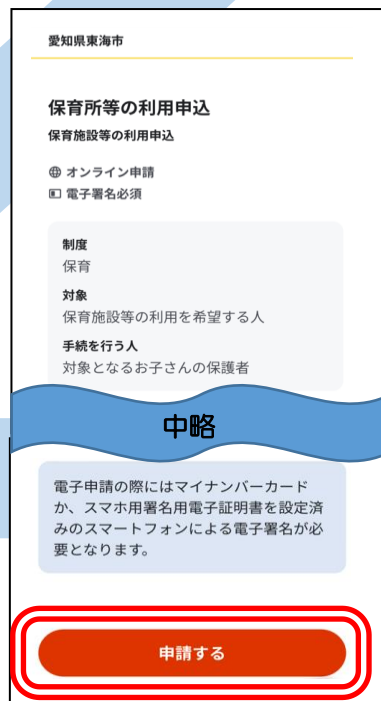 愛知県東海市
保育所等の利用申込
保育施設等の利用申込
オンライン申請
電子署名必須
制度
保育
対象
保育施設等の利用を希望する人
手続を行う人
対象となるお子さんの保護者
中略
電子申請の際にはマイナンバーカード
か、スマホ用署名用電子証明書を設定済
みのスマートフォンによる電子署名が必
要となります。
申請する